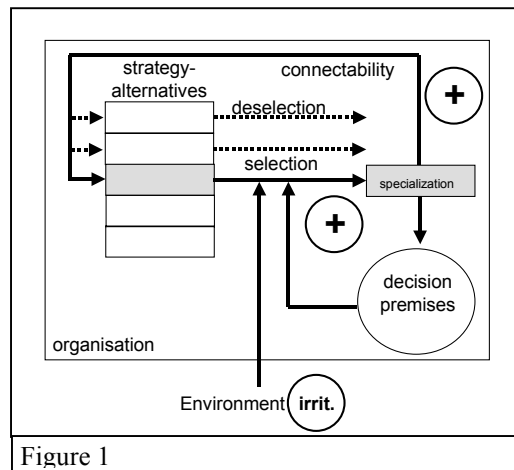 strategy-
alternatives
connectability
+
deselection
selection
specialization
+
decision
premises
organisation
Environment irrit.
Figure 1